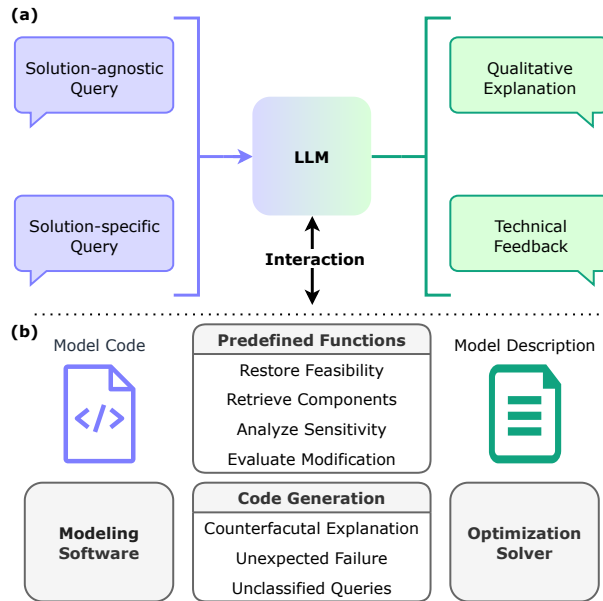 (a)
Solution-agnostic
Query
Solution-specific
Query
LLM
Interaction
Qualitative
Explanation
Technical
Feedback
(b)
Model Code
</>
Modeling
Software
Predefined Functions
Restore Feasibility
Retrieve Components
Analyze Sensitivity
Evaluate Modification
Code Generation
Counterfacutal Explanation
Unexpected Failure
Unclassified Queries
Model Description
Optimization
Solver